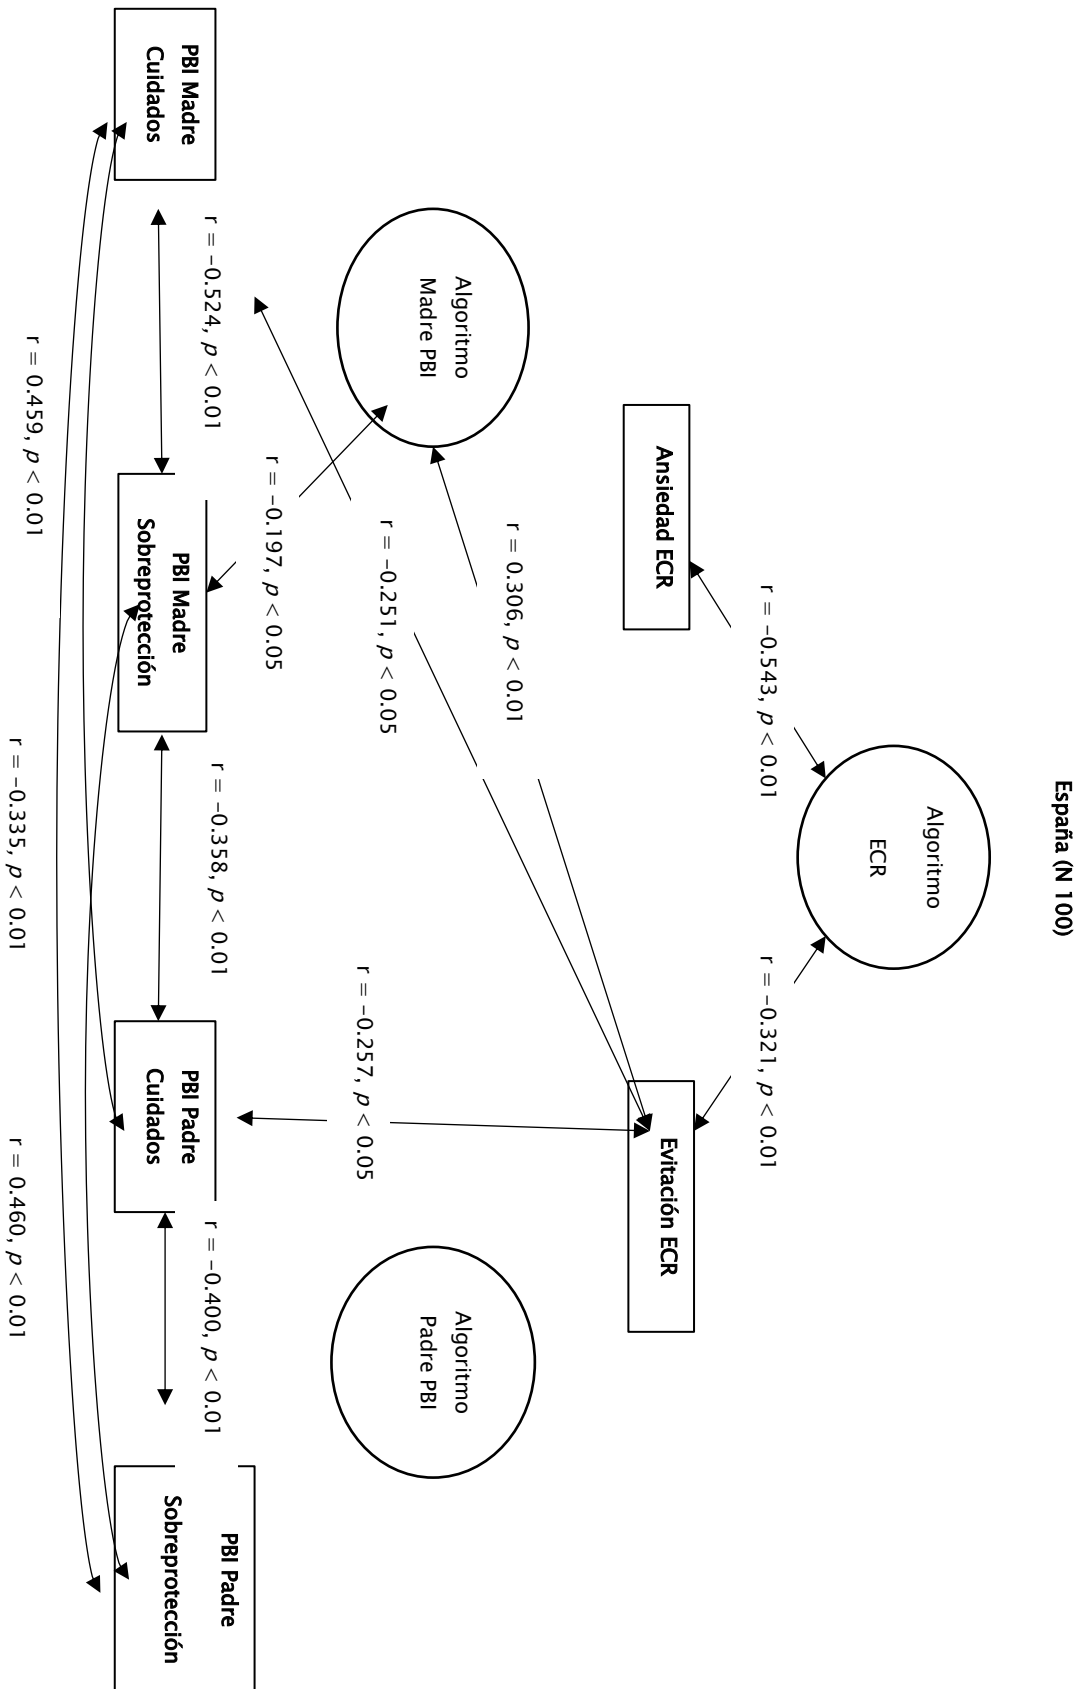 España (N 100)
Algoritmo
ECR
r = −0.543, p < 0.01
r = −0.321, p < 0.01
Ansiedad ECR
Evitación ECR
r = 0.306, p < 0.01
Algoritmo
Madre PBI
Algoritmo
Padre PBI
r = −0.251, p < 0.05
r = −0.257, p < 0.05
r = −0.197, p < 0.05
r = −0.524, p < 0.01
r = −0.358, p < 0.01
r = −0.400, p < 0.01
PBI Madre
Cuidados
PBI Madre
Sobreprotección
PBI Padre
Cuidados
PBI Padre
Sobreprotección
r = 0.459, p < 0.01
r = −0.335, p < 0.01
r = 0.460, p < 0.01